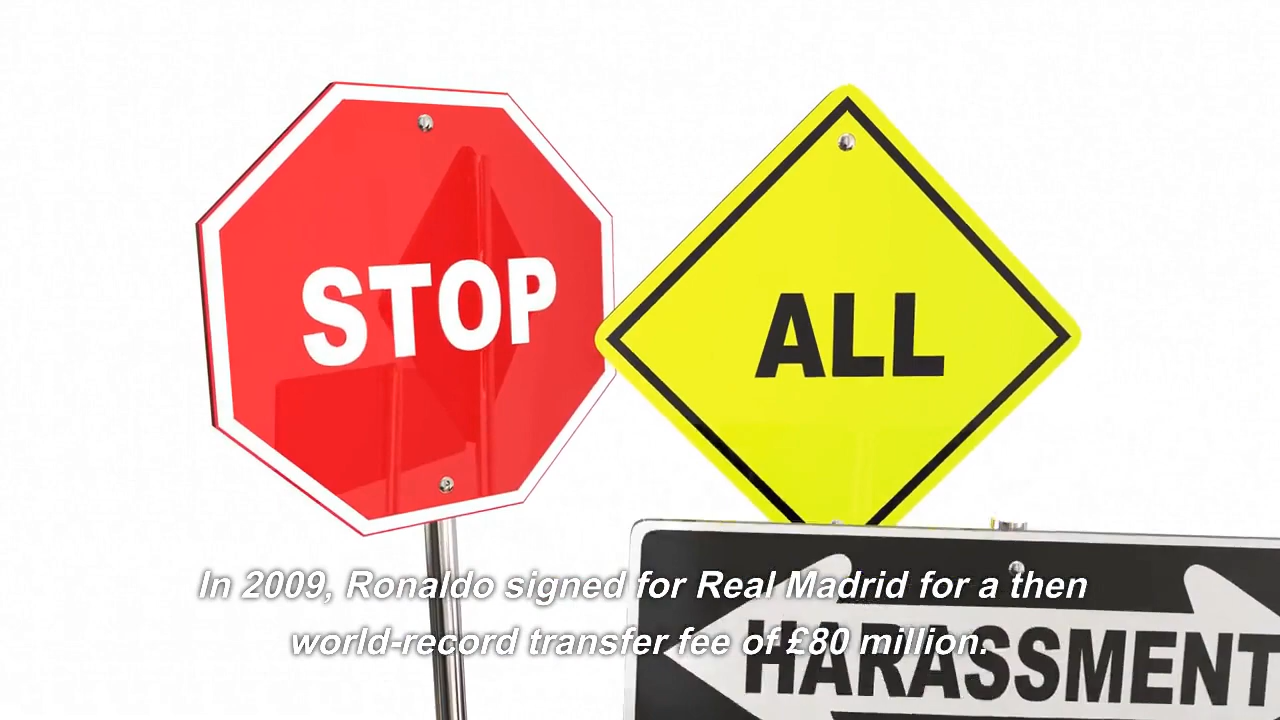 STOP
ALL
HARASSMENT
In 2009, Ronaldo signed for Real Madrid for a then
world-record transfer fee of £80 million.